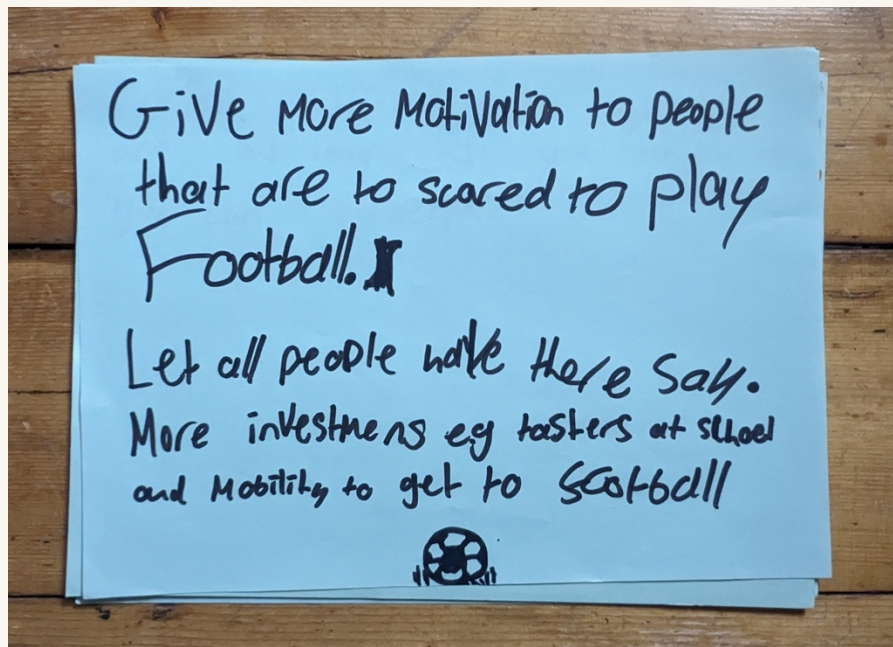 Give More Motivation to people
that are to scared to play
Football.
Let all people have there say.
More investmens eg tasters at school
and Mobility to get to Scotball